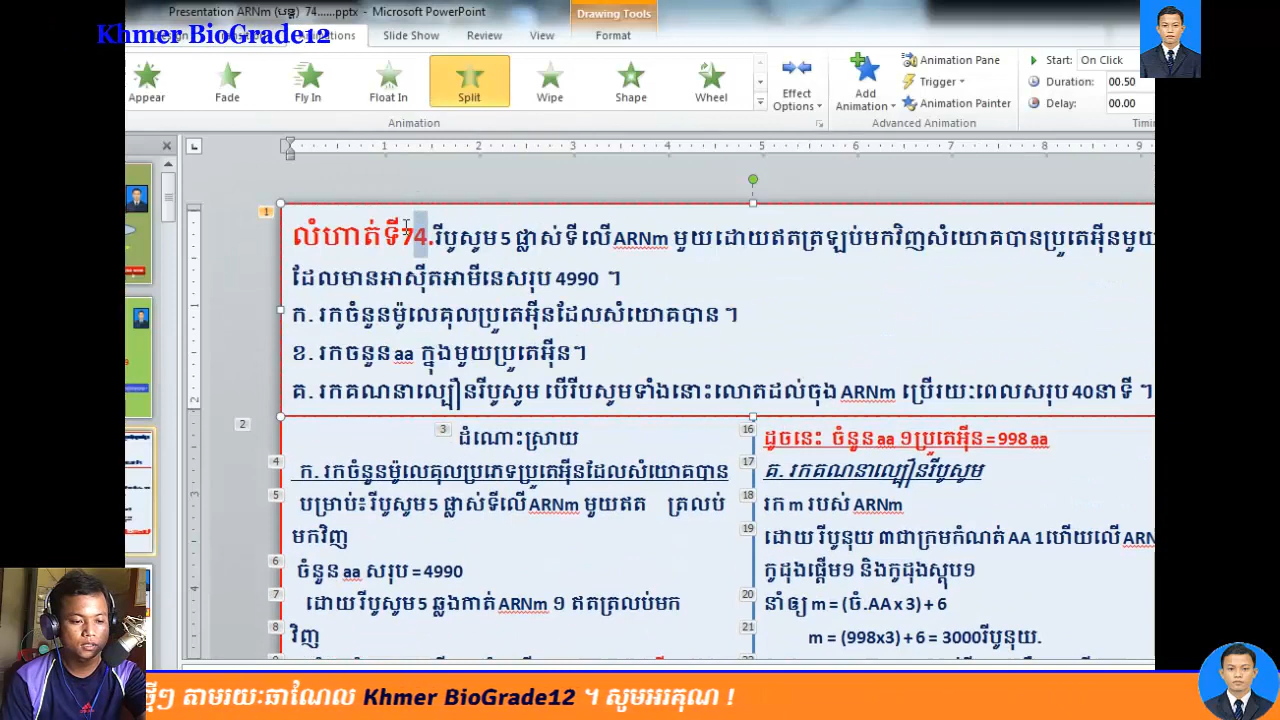 Presentation ARNm (បន្ត) 74......pptx - Microsoft PowerPoint
Drawing Tools
Khmer BioGrade12
Slide Show
Review
View
Format
Appear
Fade
Fly In
Float In
Split
Wipe
Shape
Wheel
Effect Options
Add Animation
Animation Pane
Trigger
Animation Painter
Start: On Click
Duration: 00.50
Delay: 00.00
Animation
Advanced Animation
លំហាត់ទី74.រីបូសូម5 ផ្លាស់ទីលើARNm មួយដោយឥតត្រឡប់មកវិញសំយោគបានប្រូតេអ៊ីនមួយ
ដែលមានអាស៊ីតអាមីនេសរុប 4990 ។
ក. រកចំនួនម៉ូលេគុលប្រូតេអ៊ីនដែលសំយោគបាន ។
ខ. រកចនួន aa ក្នុងមួយប្រូតេអ៊ីន។
គ. រកគណនាល្បឿនរីបូសូម បើរីបសូមទាំងនោះលោតដល់ចុង ARNm ប្រើរយៈពេលសរុប 40នាទី ។
ដំណោះស្រាយ
ក. រកចំនួនម៉ូលេគុលប្រភេទប្រូតេអ៊ីនដែលសំយោគបាន
បម្រាប់៖ រីបូសូម5 ផ្លាស់ទីលើARNm មួយឥត ត្រលប់
មកវិញ
ចំនួន aa សរុប = 4990
ដោយ រីបូសូម5 ឆ្លងកាត់ARNm ១ ឥតត្រលប់មក
វិញ
ដូចនេះ ចំនួន aa ១ប្រូតេអ៊ីន = 998 aa
គ. រកគណនាល្បឿនរីបូសូម
រក m របស់ ARNm
ដោយ រីបូនុយ ៣ជាក្រមកំណត់ AA 1ហើយលើ ARN
កូដុងផ្ដើម១ និងកូដុងស្តុប១
នាំឲ្យ m = (ចំ.AA x 3) + 6
m = (998x3) + 6 = 3000រីបូនុយ.
ថ្មីៗ តាមរយៈឆាណែល Khmer BioGrade12 ។ សូមអរគុណ !